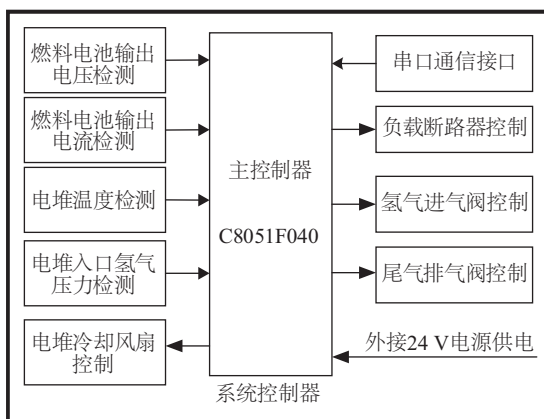 燃料电池输出
电压检测
燃料电池输出
电流检测
电堆温度检测
电堆入口氢气
压力检测
电堆冷却风扇
控制
主控制器
C8051F040
系统控制器
串口通信接口
负载断路器控制
氢气进气阀控制
尾气排气阀控制
外接24 V电源供电